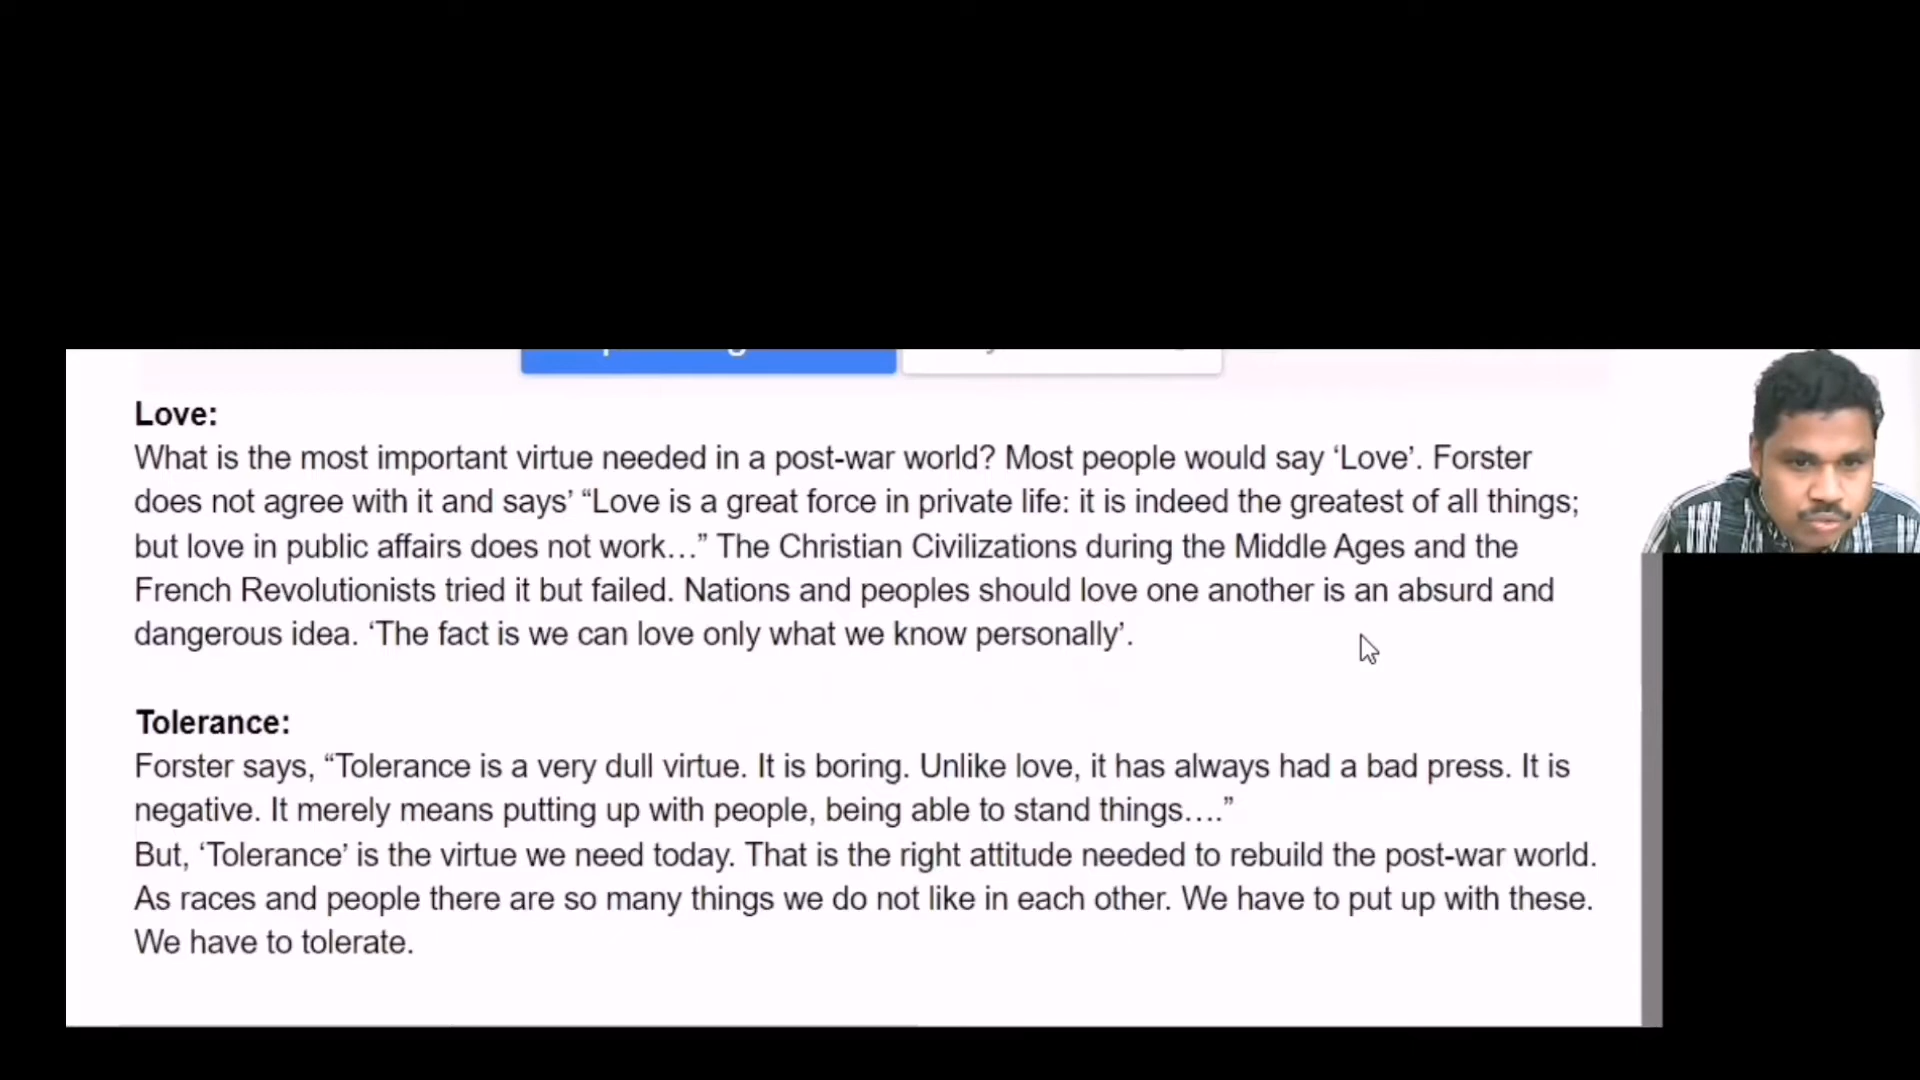 Love:
What is the most important virtue needed in a post-war world? Most people would say ‘Love’. Forster
does not agree with it and says’ “Love is a great force in private life: it is indeed the greatest of all things;
but love in public affairs does not work…” The Christian Civilizations during the Middle Ages and the
French Revolutionists tried it but failed. Nations and peoples should love one another is an absurd and
dangerous idea. ‘The fact is we can love only what we know personally’.
Tolerance:
Forster says, “Tolerance is a very dull virtue. It is boring. Unlike love, it has always had a bad press. It is
negative. It merely means putting up with people, being able to stand things….”
But, ‘Tolerance’ is the virtue we need today. That is the right attitude needed to rebuild the post-war world.
As races and people there are so many things we do not like in each other. We have to put up with these.
We have to tolerate.